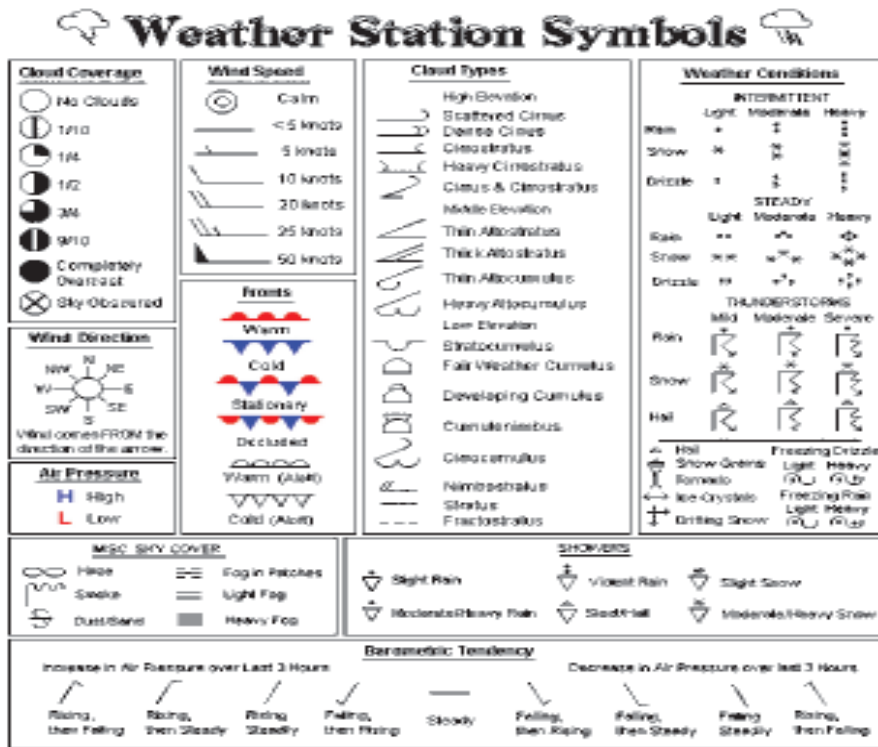 Weather Station Symbols
Cloud Coverage
No Clouds
1/10
1/4
1/2
3/4
9/10
Completely
Overcast
Sky Obscured
Wind Speed
Calm
<5 knots
5 knots
10 knots
20 knots
25 knots
50 knots
Cloud Types
High Elevation
Scattered Cirrus
Dense Cirrus
Cirrostratus
Heavy Cirrostratus
Cirrus & Cirrostratus
Middle Elevation
Thin Altostratus
Thick Altostratus
Thin Altocumulus
Heavy Altocumulus
Low Elevation
Stratocumulus
Fair Weather Cumulus
Developing Cumulus
Cumulonimbus
Cirrocumulus
Nimbostratus
Stratus
Fractostratus
Weather Conditions
INTERMITTENT
Light Moderate Heavy
Rain
Snow
Drizzle
STEADY
Light Moderate Heavy
Rain
Snow
Drizzle
THUNDERSTORMS
Mild Moderate Severe
Rain
Snow
Hail
Hail
Snow Grains
Tornado
Ice Crystals
Drifting Snow
Freezing Drizzle
Light Heavy
Freezing Rain
Light Heavy
Wind Direction
N
NW NE
W E
SW SE
S
Wind comes FROM the
direction of the arrow.
Air Pressure
H High
L Low
Fronts
Warm
Cold
Stationary
Occluded
Warm (Aloft)
Cold (Aloft)
MISC SKY COVER
Haze
Smoke
Dust/Sand
Fog in Patches
Light Fog
Heavy Fog
SHOWERS
Slight Rain
Violent Rain
Slight Snow
Moderate/Heavy Rain
Sleet/Hail
Moderate/Heavy Snow
Barometric Tendency
Increase in Air Pressure over Last 3 Hours
Decrease in Air Pressure over last 3 Hours
Rising,
then Falling
Rising,
then Steady
Rising
Steadily
Falling,
then Rising
Steady
Falling,
then Rising
Falling,
then Steady
Falling
Steadily
Rising,
then Falling